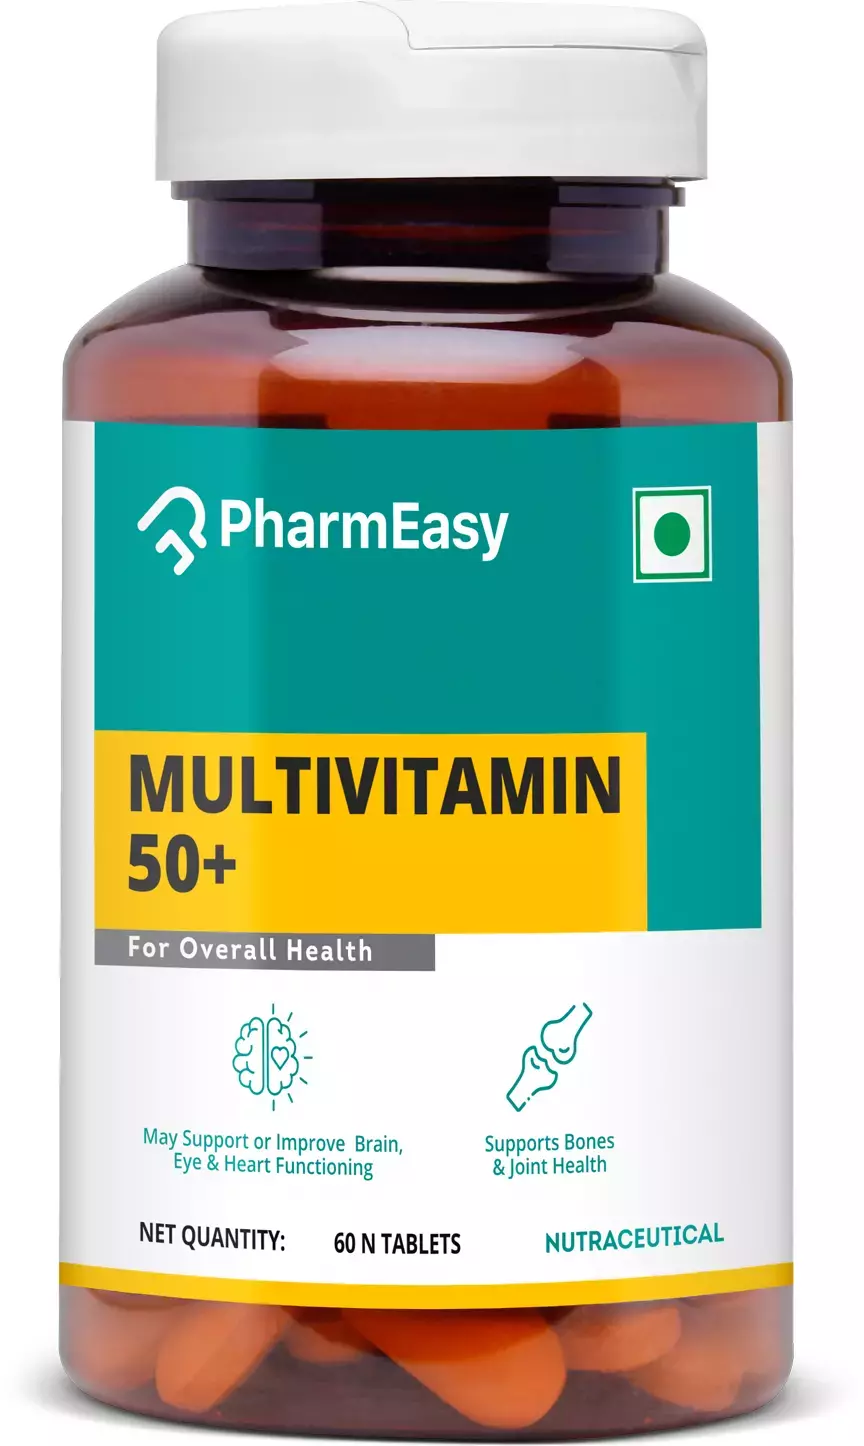 PharmEasy
MULTIVITAMIN
50+
For Overall Health
May Support or Improve Brain,
Eye & Heart Functioning
Supports Bones
& Joint Health
NET QUANTITY: 60 N TABLETS
NUTRACEUTICAL